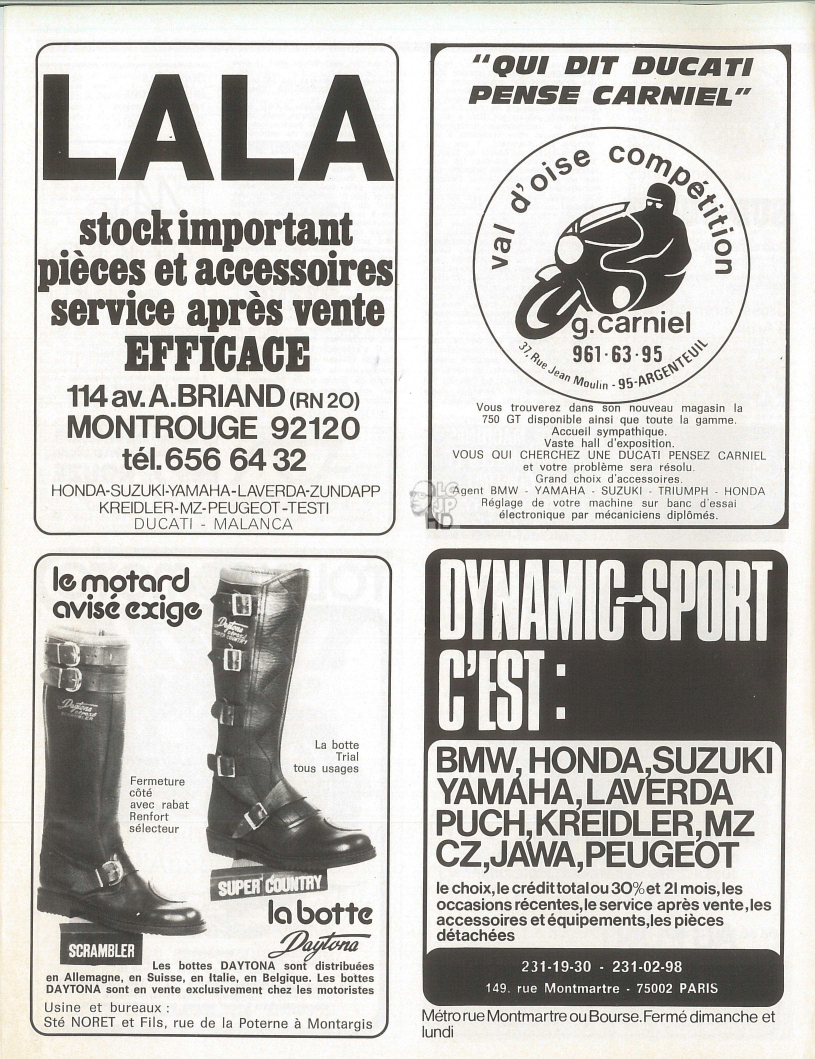 LALA
stock important
pièces et accessoires
service après vente
EFFICACE
114 av. A.BRIAND (RN 20)
MONTROUGE 92120
tél. 656 64 32
HONDA-SUZUKI-YAMAHA-LAVERDA-ZUNDAPP
KREIDLER-MZ-PEUGEOT-TESTI
DUCATI - MALANCA
"QUI DIT DUCATI
PENSE CARNIEL"
val d'oise compétition
g.carniel
961·63·95
37, Rue Jean Moulin - 95-ARGENTEUIL
Vous trouverez dans son nouveau magasin la
750 GT disponible ainsi que toute la gamme.
Accueil sympathique.
Vaste hall d'exposition.
VOUS QUI CHERCHEZ UNE DUCATI PENSEZ CARNIEL
et votre problème sera résolu.
Grand choix d'accessoires.
Agent BMW - YAMAHA - SUZUKI - TRIUMPH - HONDA
Réglage de votre machine sur banc d'essai
électronique par mécaniciens diplômés.
LCJP
HD
le motard
avisé exige
Daytona
SUPER COUNTRY
Daytona
SCRAMBLER
La botte
Trial
tous usages
Fermeture
côté
avec rabat
Renfort
sélecteur
SUPER COUNTRY
la botte
Daytona
SCRAMBLER
Les bottes DAYTONA sont distribuées
en Allemagne, en Suisse, en Italie, en Belgique. Les bottes
DAYTONA sont en vente exclusivement chez les motoristes
Usine et bureaux :
Sté NORET et Fils, rue de la Poterne à Montargis
DYNAMIC-SPORT
C'EST :
BMW, HONDA,SUZUKI
YAMAHA,LAVERDA
PUCH,KREIDLER,MZ
CZ,JAWA,PEUGEOT
le choix, le crédit total ou 30% et 21 mois, les
occasions récentes, le service après vente, les
accessoires et équipements, les pièces
détachées
231-19-30 - 231-02-98
149. rue Montmartre - 75002 PARIS
Métro rue Montmartre ou Bourse. Fermé dimanche et
lundi